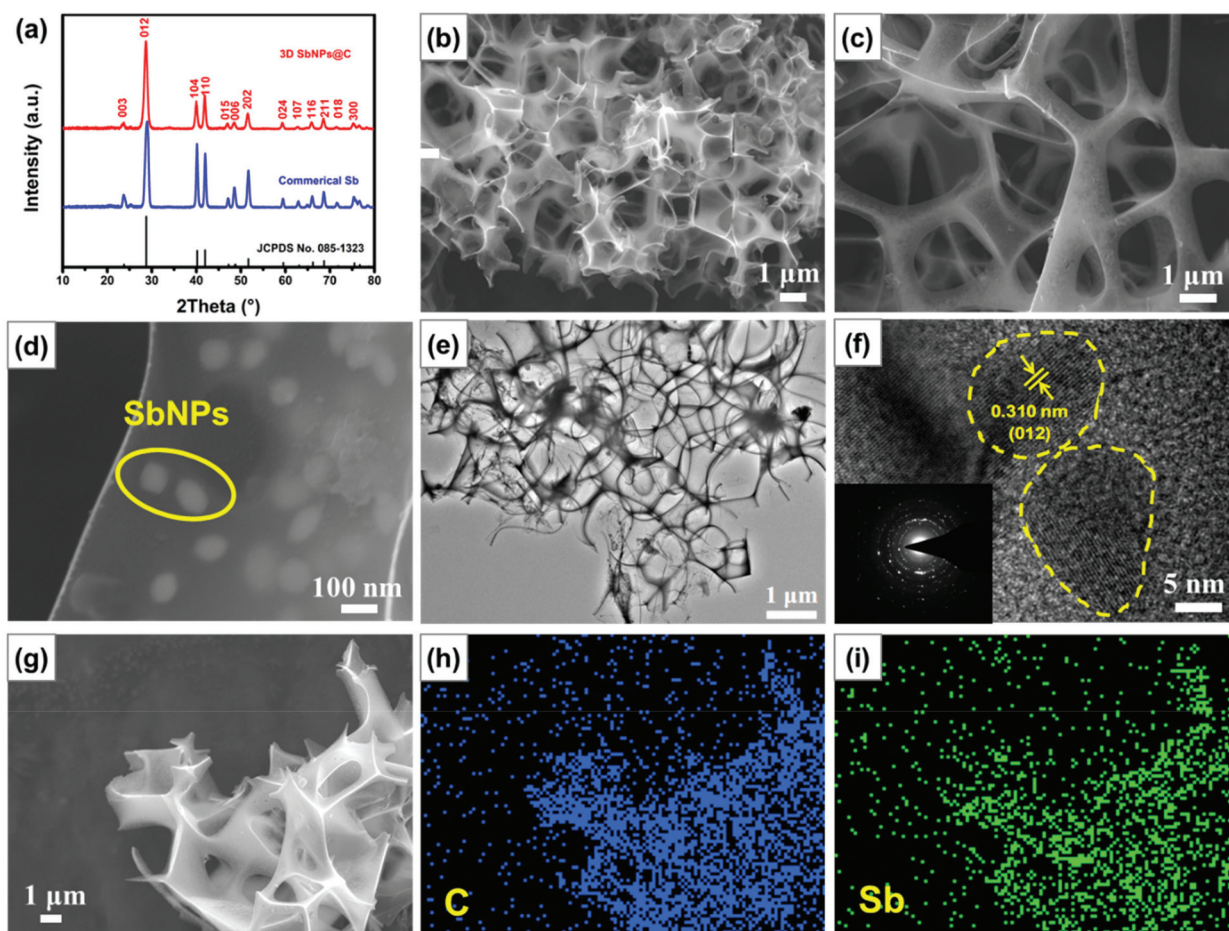 (a)
Intensity (a.u.)
003
012
104
110
015
006
202
024
107
116
211
018
300
3D SbNPs@C
Commerical Sb
JCPDS No. 085-1323
10 20 30 40 50 60 70 80
2Theta (°)
(b)
1 μm
(c)
1 μm
(d)
SbNPs
100 nm
(e)
1 μm
(f)
0.310 nm
(012)
5 nm
(g)
1 μm
(h)
C
(i)
Sb